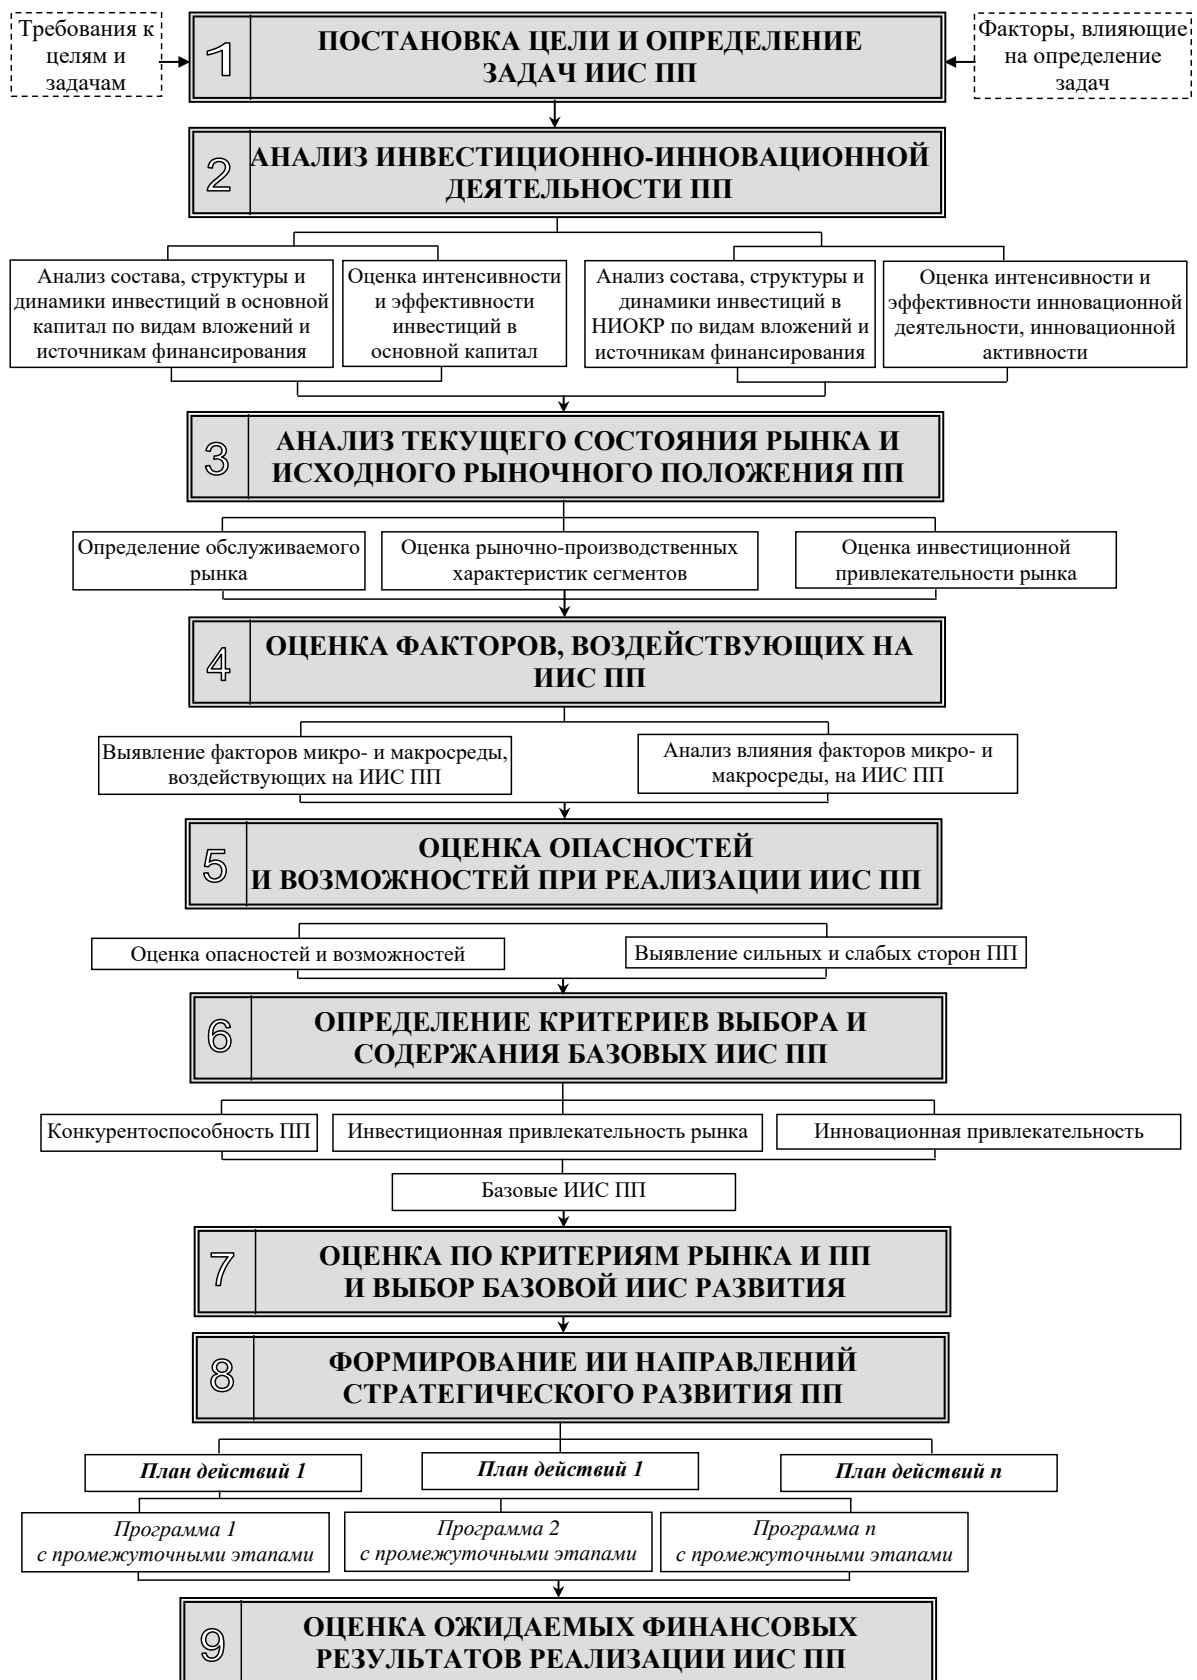 Требования к
целям и
задачам
1
ПОСТАНОВКА ЦЕЛИ И ОПРЕДЕЛЕНИЕ
ЗАДАЧ ИИС ПП
Факторы, влияющие
на определение
задач
2
АНАЛИЗ ИНВЕСТИЦИОННО-ИННОВАЦИОННОЙ
ДЕЯТЕЛЬНОСТИ ПП
Анализ состава, структуры и
динамики инвестиций в основной
капитал по видам вложений и
источникам финансирования
Оценка интенсивности
и эффективности
инвестиций в
основной капитал
Анализ состава, структуры и
динамики инвестиций в
НИОКР по видам вложений и
источникам финансирования
Оценка интенсивности и
эффективности инновационной
деятельности, инновационной
активности
3
АНАЛИЗ ТЕКУЩЕГО СОСТОЯНИЯ РЫНКА И
ИСХОДНОГО РЫНОЧНОГО ПОЛОЖЕНИЯ ПП
Определение обслуживаемого
рынка
Оценка рыночно-производственных
характеристик сегментов
Оценка инвестиционной
привлекательности рынка
4
ОЦЕНКА ФАКТОРОВ, ВОЗДЕЙСТВУЮЩИХ НА
ИИС ПП
Выявление факторов микро- и макросреды,
воздействующих на ИИС ПП
Анализ влияния факторов микро- и
макросреды, на ИИС ПП
5
ОЦЕНКА ОПАСНОСТЕЙ
И ВОЗМОЖНОСТЕЙ ПРИ РЕАЛИЗАЦИИ ИИС ПП
Оценка опасностей и возможностей
Выявление сильных и слабых сторон ПП
6
ОПРЕДЕЛЕНИЕ КРИТЕРИЕВ ВЫБОРА И
СОДЕРЖАНИЯ БАЗОВЫХ ИИС ПП
Конкурентоспособность ПП
Инвестиционная привлекательность рынка
Инновационная привлекательность
Базовые ИИС ПП
7
ОЦЕНКА ПО КРИТЕРИЯМ РЫНКА И ПП
И ВЫБОР БАЗОВОЙ ИИС РАЗВИТИЯ
8
ФОРМИРОВАНИЕ ИИ НАПРАВЛЕНИЙ
СТРАТЕГИЧЕСКОГО РАЗВИТИЯ ПП
План действий 1
План действий 1
План действий n
Программа 1
с промежуточными этапами
Программа 2
с промежуточными этапами
Программа n
с промежуточными этапами
9
ОЦЕНКА ОЖИДАЕМЫХ ФИНАНСОВЫХ
РЕЗУЛЬТАТОВ РЕАЛИЗАЦИИ ИИС ПП